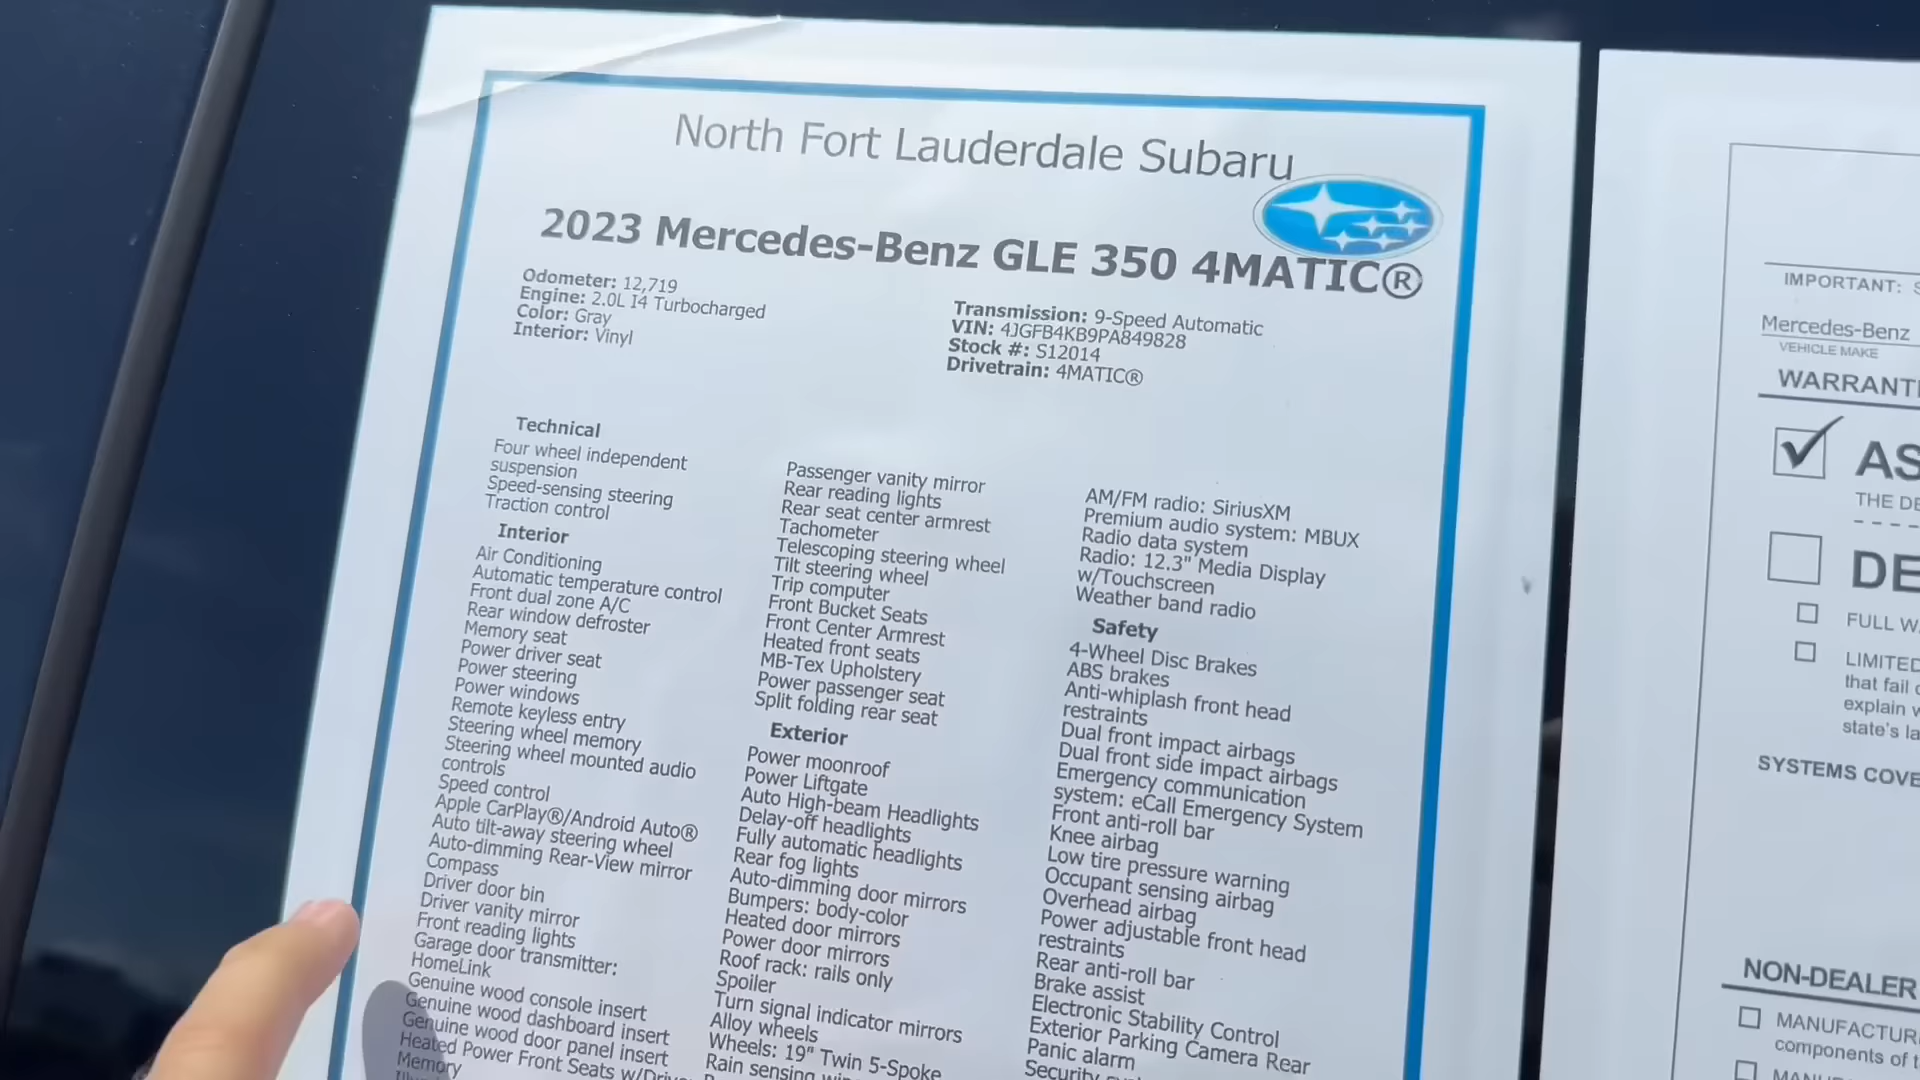 North Fort Lauderdale Subaru
2023 Mercedes-Benz GLE 350 4MATIC®
Odometer: 12,719
Engine: 2.0L I4 Turbocharged
Color: Gray
Interior: Vinyl
Transmission: 9-Speed Automatic
VIN: 4JGFB4KB9PA849828
Stock #: S12014
Drivetrain: 4MATIC®
Technical
Four wheel independent
suspension
Speed-sensing steering
Traction control
Interior
Air Conditioning
Automatic temperature control
Front dual zone A/C
Rear window defroster
Memory seat
Power driver seat
Power steering
Power windows
Remote keyless entry
Steering wheel memory
Steering wheel mounted audio
controls
Speed control
Apple CarPlay®/Android Auto®
Auto tilt-away steering wheel
Auto-dimming Rear-View mirror
Compass
Driver door bin
Driver vanity mirror
Front reading lights
Garage door transmitter:
HomeLink
Genuine wood console insert
Genuine wood dashboard insert
Genuine wood door panel insert
Heated Power Front Seats
Memory
Passenger vanity mirror
Rear reading lights
Rear seat center armrest
Tachometer
Telescoping steering wheel
Tilt steering wheel
Trip computer
Front Bucket Seats
Front Center Armrest
Heated front seats
MB-Tex Upholstery
Power passenger seat
Split folding rear seat
Exterior
Power moonroof
Power Liftgate
Auto High-beam Headlights
Delay-off headlights
Fully automatic headlights
Rear fog lights
Auto-dimming door mirrors
Bumpers: body-color
Heated door mirrors
Power door mirrors
Roof rack: rails only
Spoiler
Turn signal indicator mirrors
Alloy wheels
Wheels: 19" Twin 5-Spoke
Rain sensing
AM/FM radio: SiriusXM
Premium audio system: MBUX
Radio data system
Radio: 12.3" Media Display
w/Touchscreen
Weather band radio
Safety
4-Wheel Disc Brakes
ABS brakes
Anti-whiplash front head
restraints
Dual front impact airbags
Dual front side impact airbags
Emergency communication
system: eCall Emergency System
Front anti-roll bar
Knee airbag
Low tire pressure warning
Occupant sensing airbag
Overhead airbag
Power adjustable front head
restraints
Rear anti-roll bar
Brake assist
Electronic Stability Control
Exterior Parking Camera Rear
Panic alarm
Security
IMPORTANT: S
Mercedes-Benz
VEHICLE MAKE
WARRANT
AS
THE DE
DE
FULL W
LIMITED
that fail
explain w
state's la
SYSTEMS COVE
NON-DEALER
MANUFACTUR
components of t